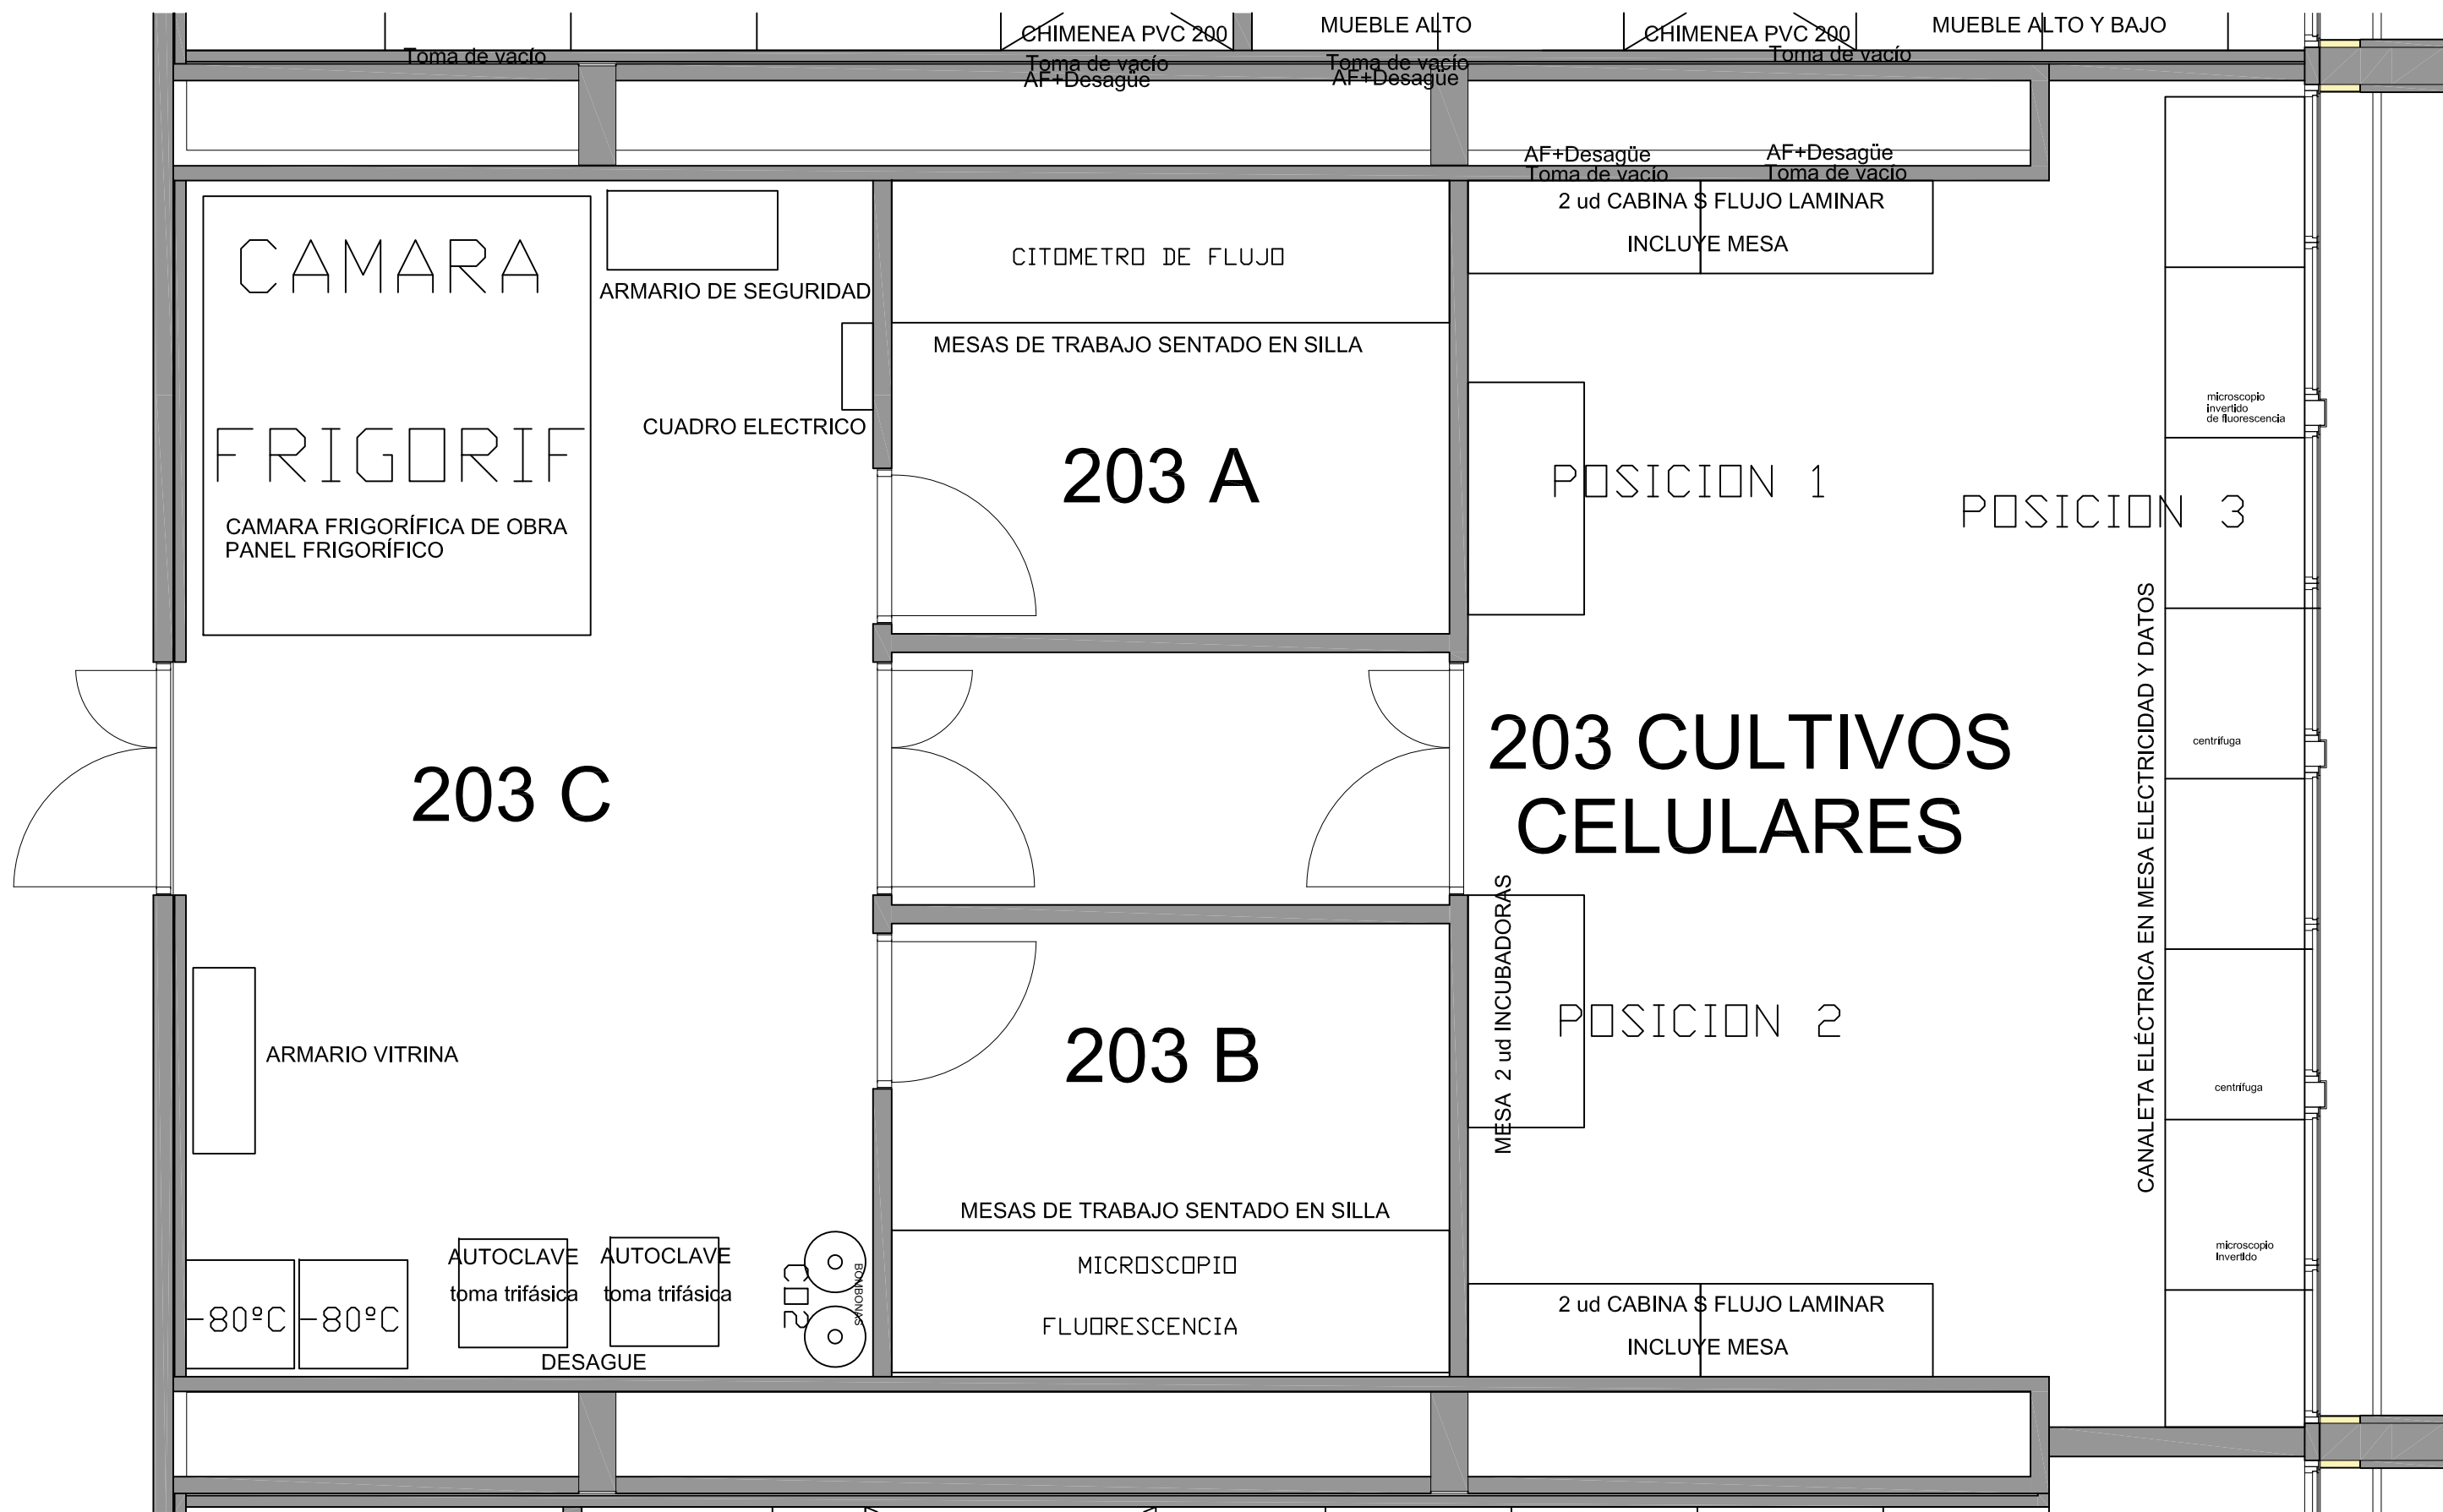 CHIMENEA PVC 200
MUEBLE ALTO
CHIMENEA PVC 200
MUEBLE ALTO Y BAJO
Toma de vacío
Toma de vacío
AF+Desagüe
Toma de vacío
AF+Desagüe
Toma de vacío
AF+Desagüe
Toma de vacío
AF+Desagüe
Toma de vacío
CAMARA
FRIGORIF
CAMARA FRIGORÍFICA DE OBRA
PANEL FRIGORÍFICO
ARMARIO DE SEGURIDAD
CUADRO ELECTRICO
CITOMETRO DE FLUJO
MESAS DE TRABAJO SENTADO EN SILLA
203 A
2 ud CABINA S FLUJO LAMINAR
INCLUYE MESA
POSICION 1
POSICION 3
microscopio
invertido
de fluorescencia
203 C
203 CULTIVOS
CELULARES
CANALETA ELÉCTRICA EN MESA ELECTRICIDAD Y DATOS
centrífuga
MESA 2 ud INCUBADORAS
POSICION 2
centrífuga
ARMARIO VITRINA
203 B
MESAS DE TRABAJO SENTADO EN SILLA
MICROSCOPIO
FLUORESCENCIA
microscopio
Invertido
-80ºC
-80ºC
AUTOCLAVE
toma trifásica
AUTOCLAVE
toma trifásica
DESAGUE
CO2
BOMBONAS
2 ud CABINA S FLUJO LAMINAR
INCLUYE MESA